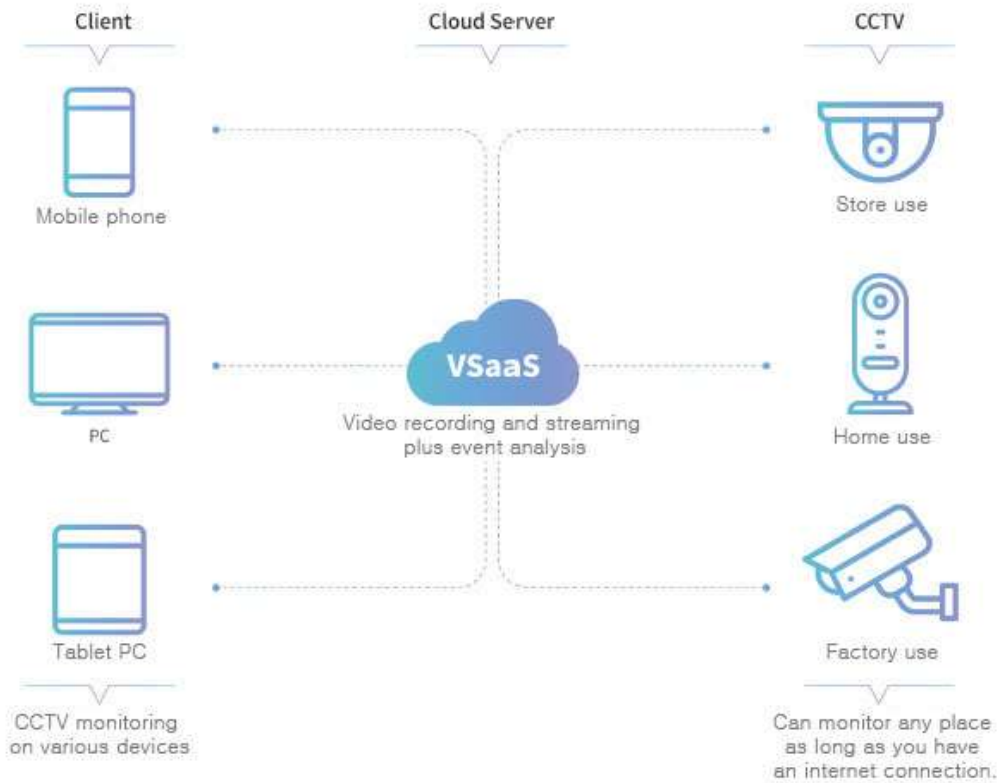 Client
Cloud Server
CCTV
Mobile phone
Store use
VSaaS
Video recording and streaming
plus event analysis
PC
Home use
Tablet PC
Factory use
CCTV monitoring
on various devices
Can monitor any place
as long as you have
an internet connection.